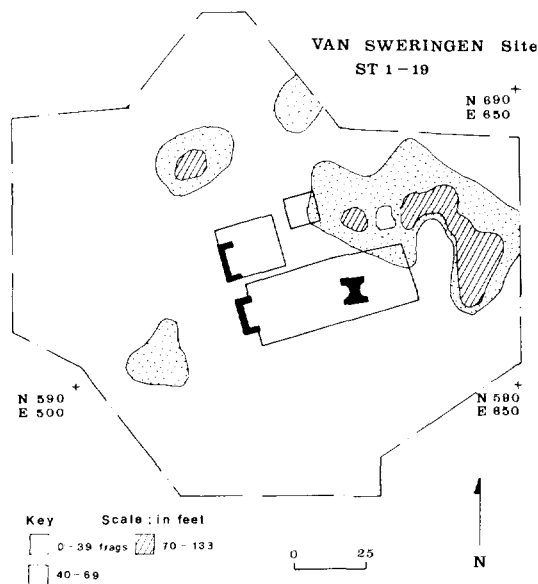 VAN SWERINGEN Site
ST 1-19
N 690
E 650
N 590
E 500
N 590
E 650
Key Scale : in feet
0-39 frags 70-133
40-69
0 25
N